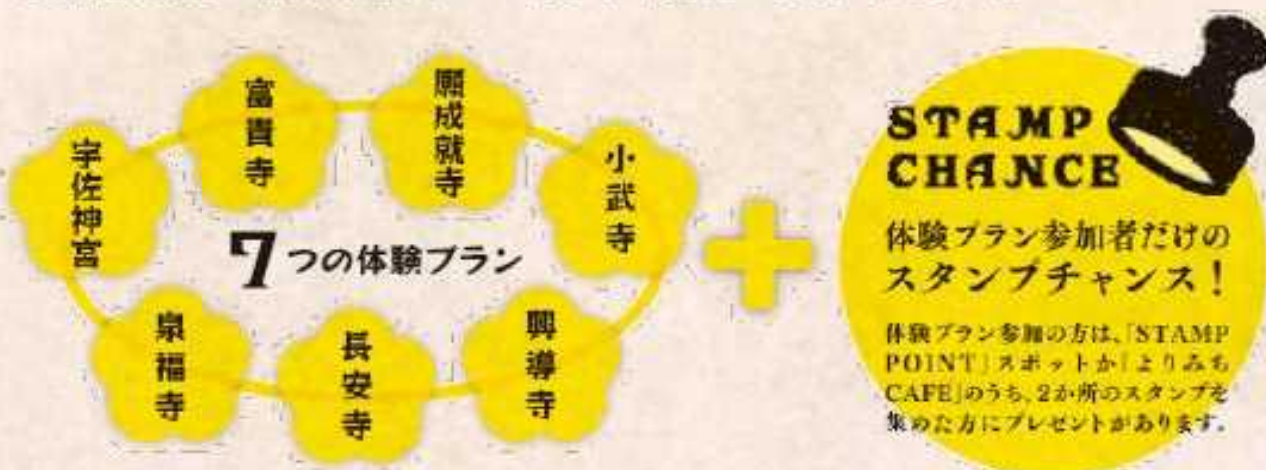 宇佐神宮
富貴寺
願成就寺
小武寺
7つの体験プラン
泉福寺
長安寺
興導寺
STAMP
CHANCE
体験プラン参加者だけの
スタンプチャンス！
体験プラン参加の方は、「STAMP
POINT」スポットか「よりみち
CAFE」のうち、2か所のスタンプを
集めた方にプレゼントがあります。